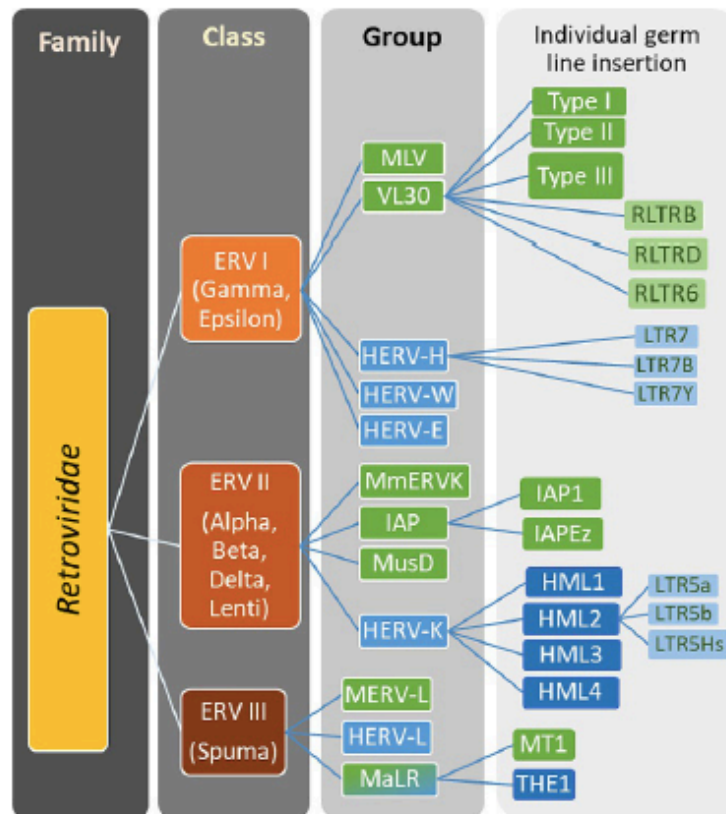 Family
Class
Group
Individual germ
line insertion
Retroviridae
ERV I
(Gamma,
Epsilon)
MLV
VL30
Type I
Type II
Type III
RLTRB
RLTRD
RLTR6
HERV-H
HERV-W
HERV-E
LTR7
LTR7B
LTR7Y
ERV II
(Alpha,
Beta,
Delta,
Lenti)
MmERVK
IAP
MusD
HERV-K
IAP1
IAPEz
HML1
HML2
HML3
HML4
LTR5a
LTR5b
LTR5Hs
ERV III
(Spuma)
MERV-L
HERV-L
MaLR
MT1
THE1